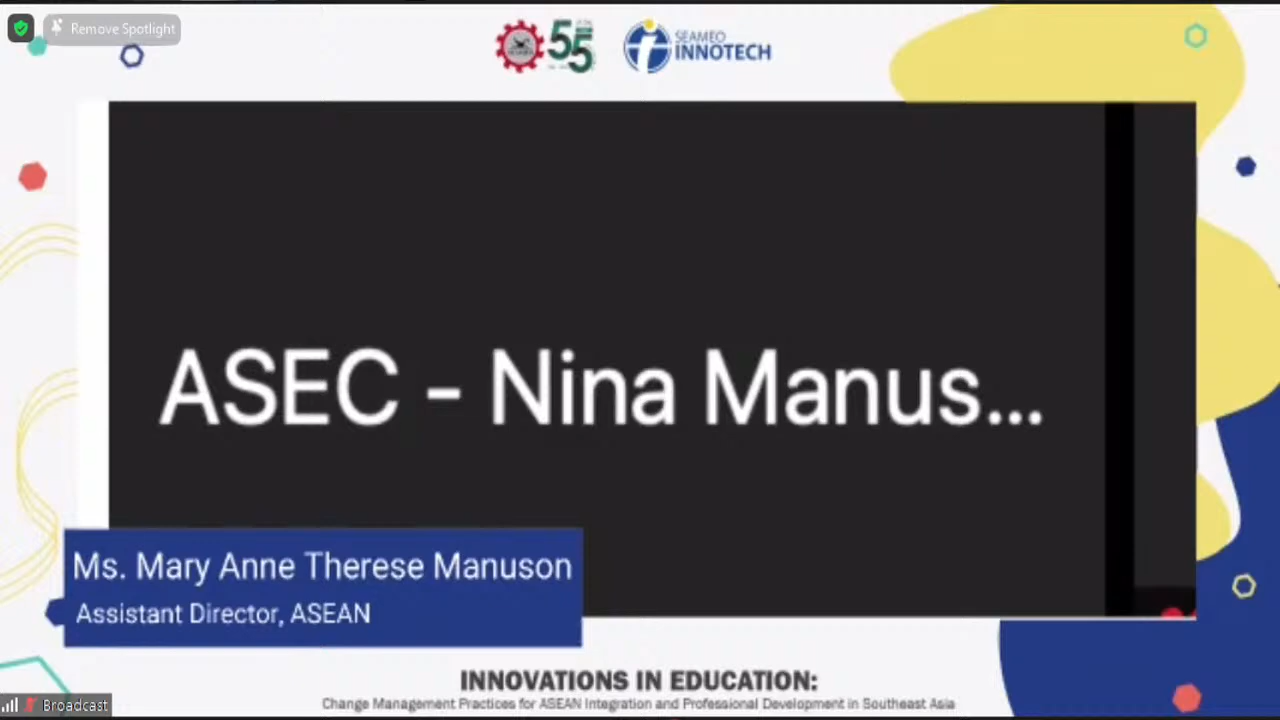 Remove Spotlight
55
SEAMEO
INNOTECH
ASEC - Nina Manus...
Ms. Mary Anne Therese Manuson
Assistant Director, ASEAN
INNOVATIONS IN EDUCATION:
Change Management Practices for ASEAN Integration and Professional Development in Southeast Asia
Broadcast